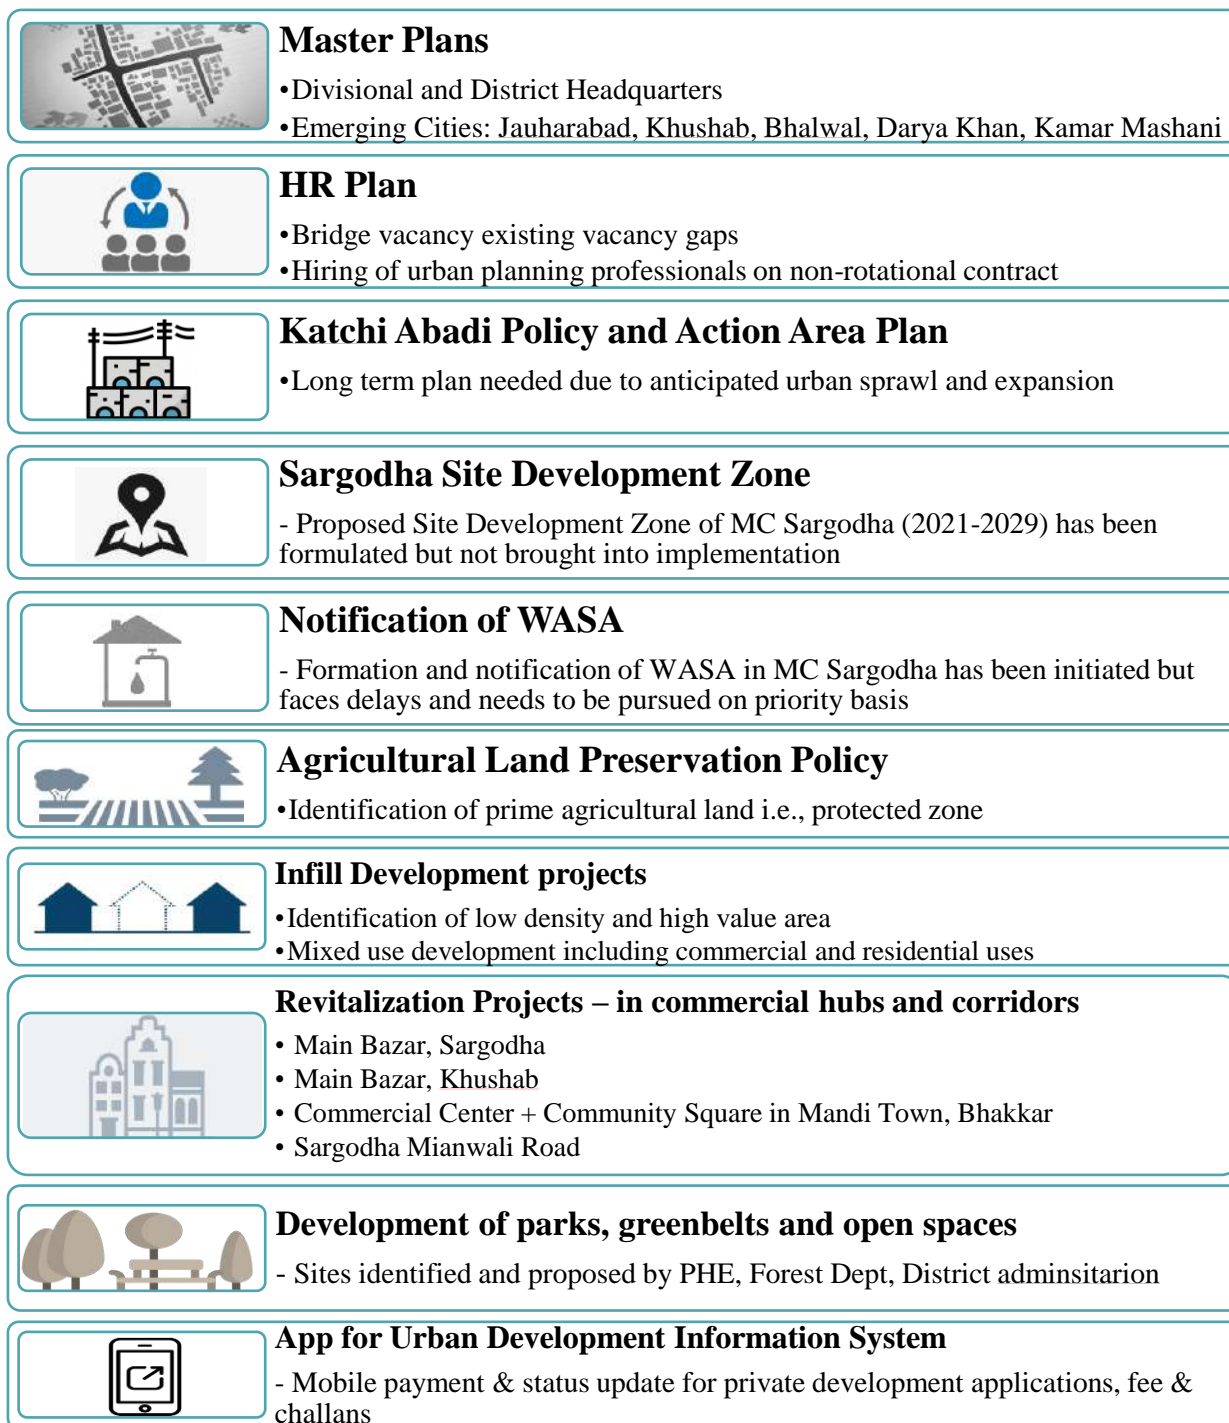 Master Plans
•Divisional and District Headquarters
•Emerging Cities: Jauharabad, Khushab, Bhalwal, Darya Khan, Kamar Mashani
HR Plan
•Bridge vacancy existing vacancy gaps
•Hiring of urban planning professionals on non-rotational contract
Katchi Abadi Policy and Action Area Plan
•Long term plan needed due to anticipated urban sprawl and expansion
Sargodha Site Development Zone
- Proposed Site Development Zone of MC Sargodha (2021-2029) has been
formulated but not brought into implementation
Notification of WASA
- Formation and notification of WASA in MC Sargodha has been initiated but
faces delays and needs to be pursued on priority basis
Agricultural Land Preservation Policy
•Identification of prime agricultural land i.e., protected zone
Infill Development projects
•Identification of low density and high value area
•Mixed use development including commercial and residential uses
Revitalization Projects – in commercial hubs and corridors
• Main Bazar, Sargodha
• Main Bazar, Khushab
• Commercial Center + Community Square in Mandi Town, Bhakkar
• Sargodha Mianwali Road
Development of parks, greenbelts and open spaces
- Sites identified and proposed by PHE, Forest Dept, District adminsitarion
App for Urban Development Information System
- Mobile payment & status update for private development applications, fee &
challans